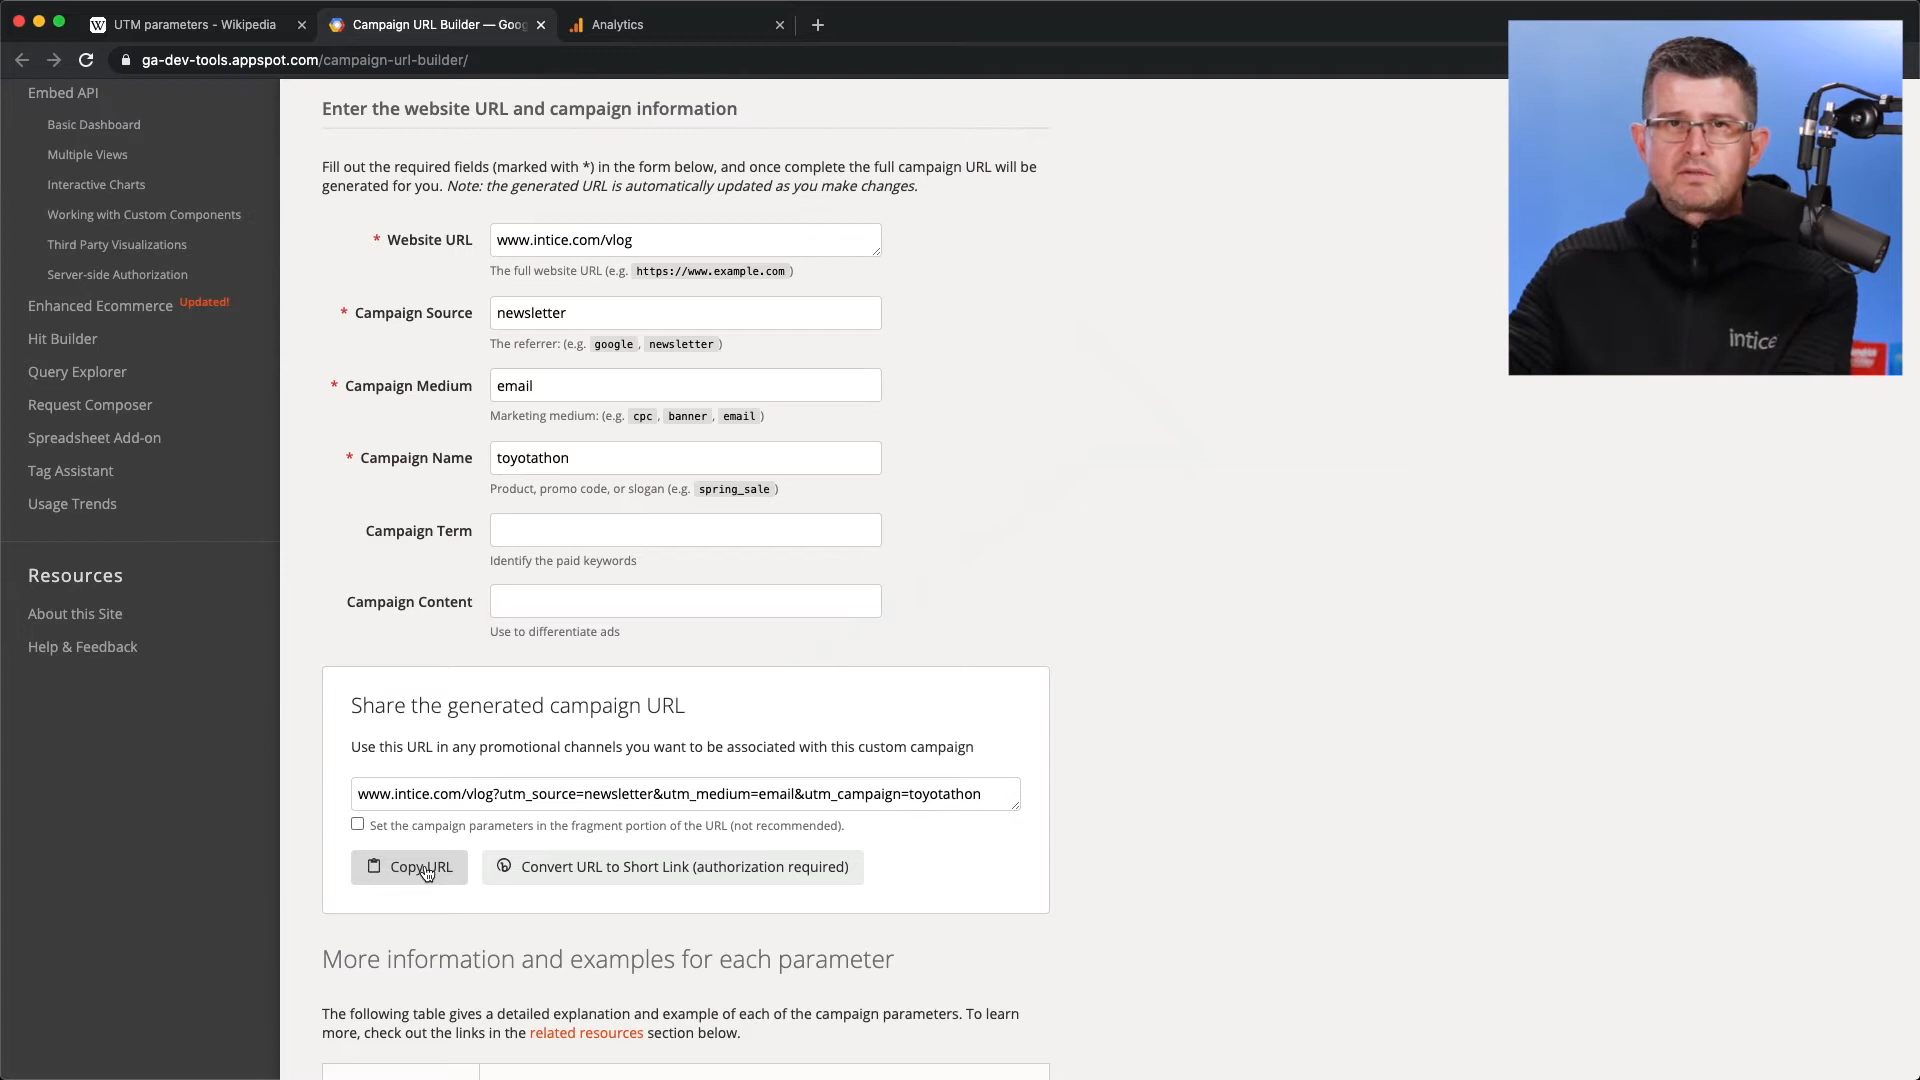 UTM parameters - Wikipedia
Campaign URL Builder — Goo
Analytics
ga-dev-tools.appspot.com/campaign-url-builder/
Embed API
Basic Dashboard
Multiple Views
Interactive Charts
Working with Custom Components
Third Party Visualizations
Server-side Authorization
Enhanced Ecommerce Updated!
Hit Builder
Query Explorer
Request Composer
Spreadsheet Add-on
Tag Assistant
Usage Trends
Resources
About this Site
Help & Feedback
Enter the website URL and campaign information
Fill out the required fields (marked with *) in the form below, and once complete the full campaign URL will be
generated for you. Note: the generated URL is automatically updated as you make changes.
* Website URL www.intice.com/vlog
The full website URL (e.g. https://www.example.com )
* Campaign Source newsletter
The referrer: (e.g. google , newsletter )
* Campaign Medium email
Marketing medium: (e.g. cpc , banner , email )
* Campaign Name toyotathon
Product, promo code, or slogan (e.g. spring_sale )
Campaign Term
Identify the paid keywords
Campaign Content
Use to differentiate ads
Share the generated campaign URL
Use this URL in any promotional channels you want to be associated with this custom campaign
www.intice.com/vlog?utm_source=newsletter&utm_medium=email&utm_campaign=toyotathon
Set the campaign parameters in the fragment portion of the URL (not recommended).
Copy URL
Convert URL to Short Link (authorization required)
More information and examples for each parameter
The following table gives a detailed explanation and example of each of the campaign parameters. To learn
more, check out the links in the related resources section below.
intice